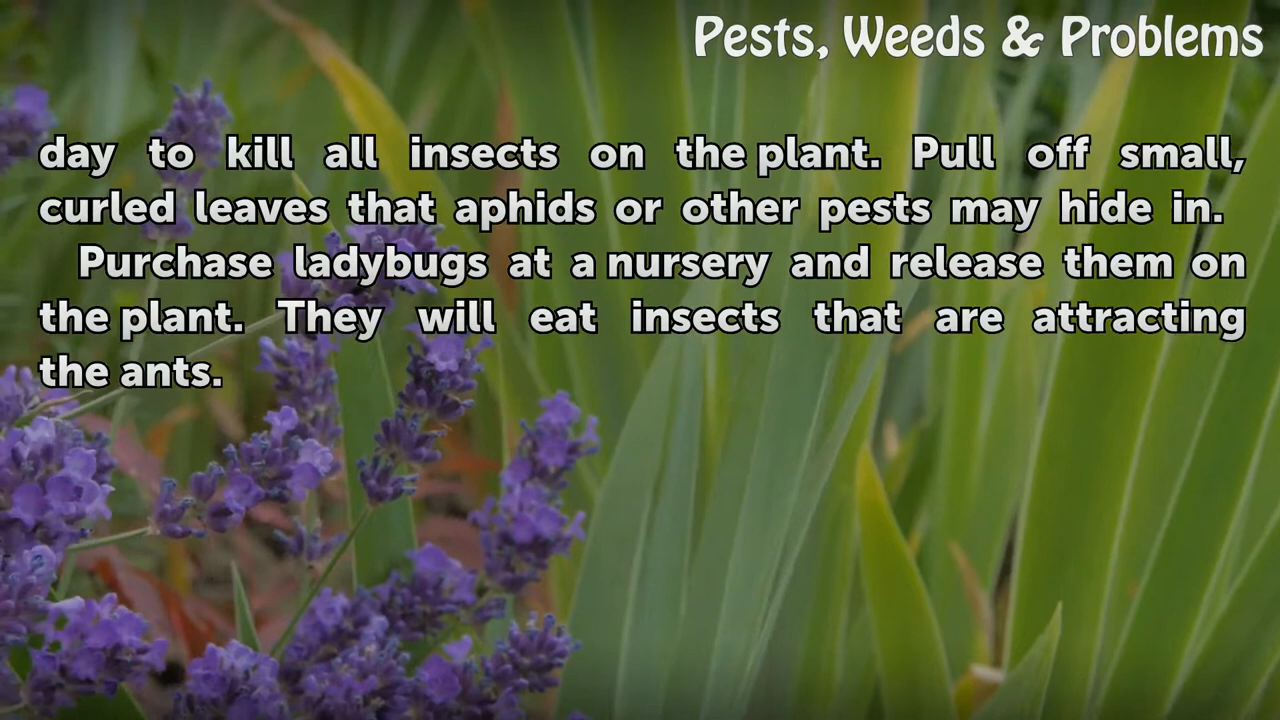 Pests, Weeds & Problems
day to kill all insects on the plant. Pull off small,
curled leaves that aphids or other pests may hide in.
Purchase ladybugs at a nursery and release them on
the plant. They will eat insects that are attracting
the ants.